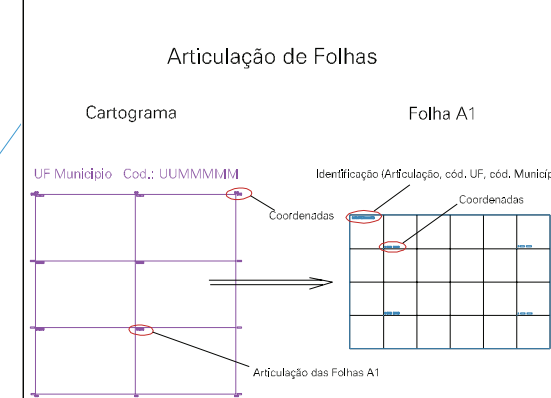 Articulação de Folhas
Cartograma
Folha A1
UF Municipio Cod.: UUMMMMM
Identificação (Articulação, cód. UF, cód. Municíp
Coordenadas
Coordenadas
Articulação das Folhas A1